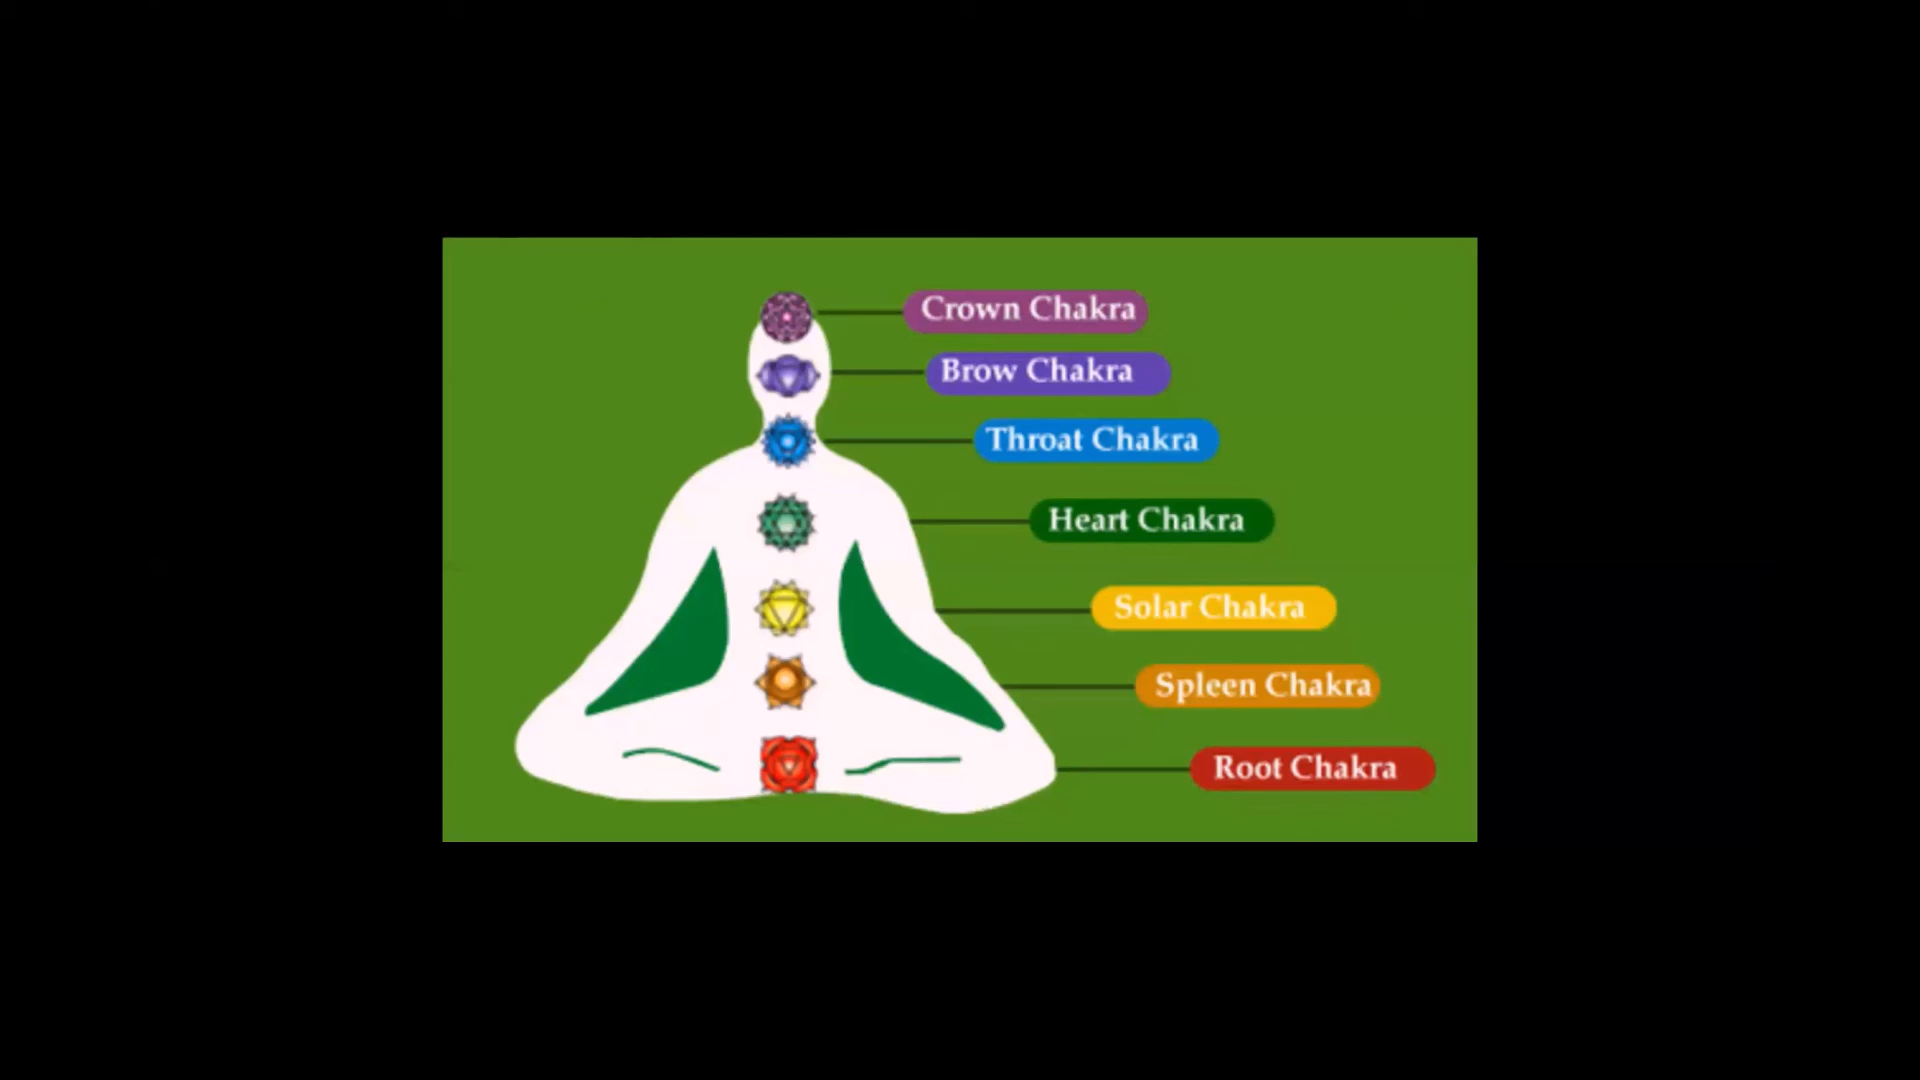 Crown Chakra
Brow Chakra
Throat Chakra
Heart Chakra
Solar Chakra
Spleen Chakra
Root Chakra